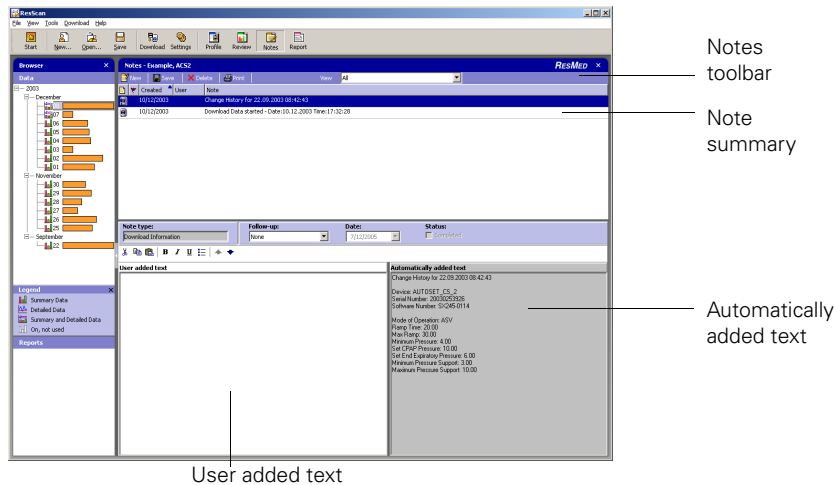 ResScan
File View Tools Download Help
Start New... Open... Save Download Settings Profile Review Notes Report
Browser ×
Notes - Example, ACS2 RESMED ×
Data
New Save Delete Print View All
Created User Note
10/12/2003 Change History for 22.09.2003 08:42:43
10/12/2003 Download Data started - Date:10.12.2003 Time:17:32:28
2003
December
07
06
05
04
03
02
01
November
30
29
28
27
26
25
September
22
Note type: Follow-up: Date: Status:
Download Information None 7/12/2005 Completed
B I U
User added text
Automatically added text
Change History for 22.09.2003 08:42:43
Device: AUTOSET_CS_2
Serial Number: 20030253926
Software Number: SX245-0114
Mode of Operation: ASV
Ramp Time: 20.00
Max Ramp: 30.00
Minimum Pressure: 4.00
Set CPAP Pressure: 10.00
Set End Expiratory Pressure: 6.00
Minimum Pressure Support: 3.00
Maximum Pressure Support: 10.00
Legend ×
Summary Data
Detailed Data
Summary and Detailed Data
On, not used
Reports
Notes
toolbar
Note
summary
Automatically
added text
User added text